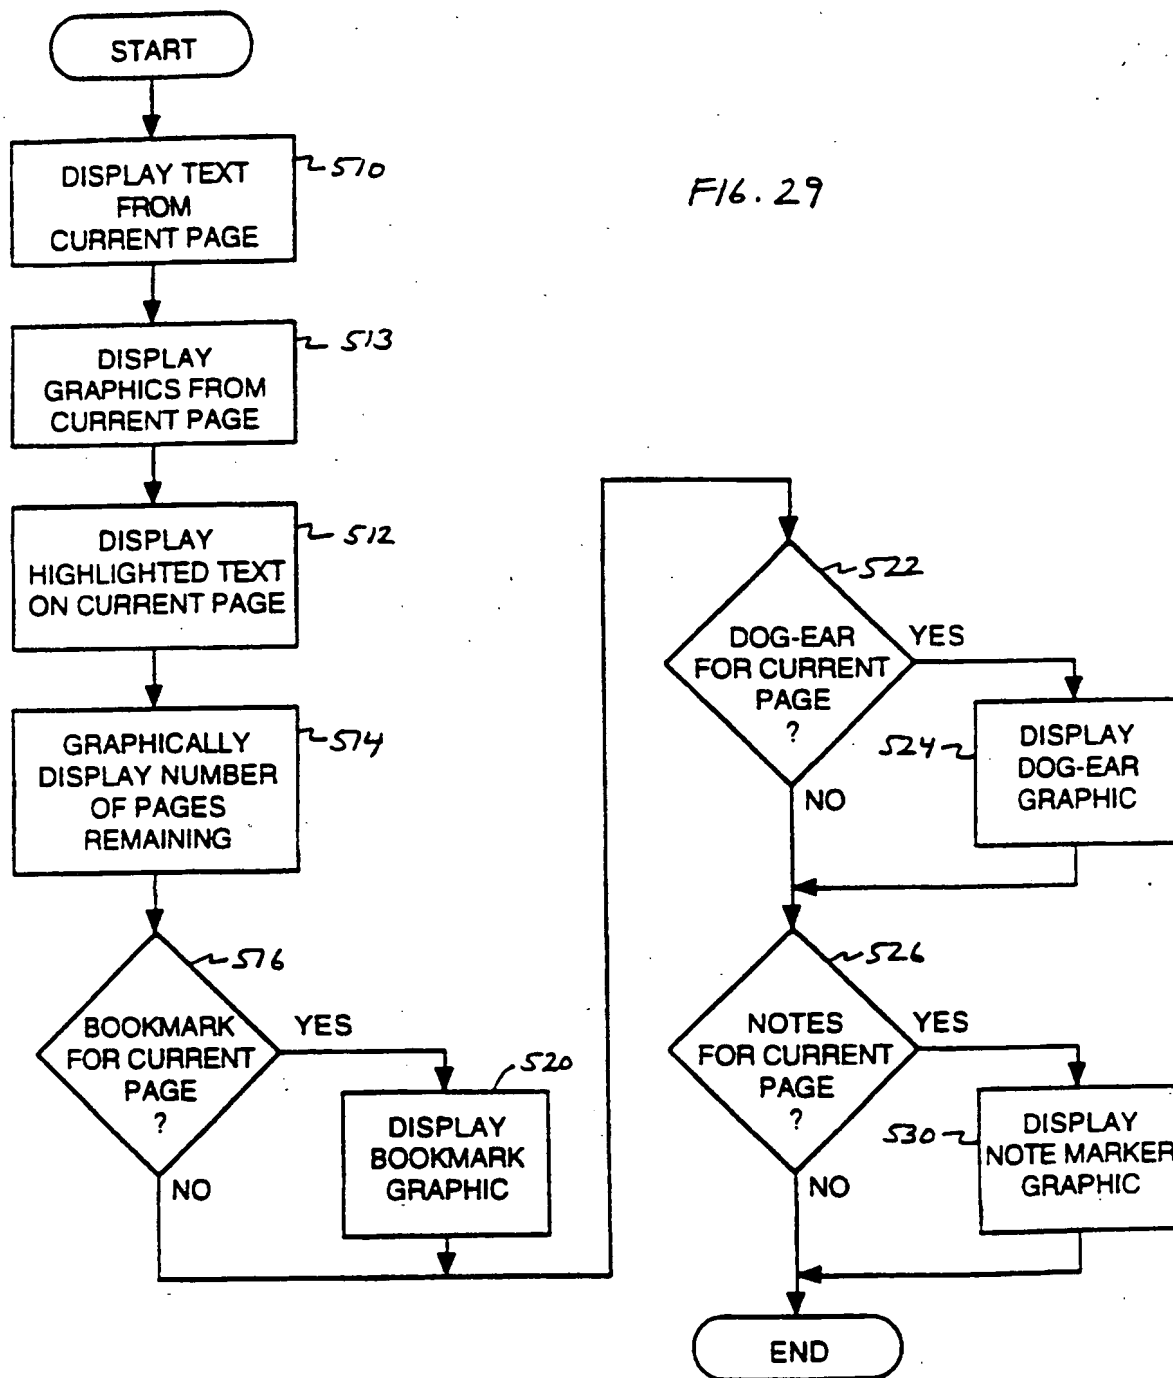 START
DISPLAY TEXT
FROM
CURRENT PAGE
510
FIG. 29
DISPLAY
GRAPHICS FROM
CURRENT PAGE
513
DISPLAY
HIGHLIGHTED TEXT
ON CURRENT PAGE
512
GRAPHICALLY
DISPLAY NUMBER
OF PAGES
REMAINING
514
BOOKMARK
FOR CURRENT
PAGE
?
516
YES
NO
DISPLAY
BOOKMARK
GRAPHIC
520
DOG-EAR
FOR CURRENT
PAGE
?
522
YES
NO
DISPLAY
DOG-EAR
GRAPHIC
524
NOTES
FOR CURRENT
PAGE
?
526
YES
NO
DISPLAY
NOTE MARKER
GRAPHIC
530
END